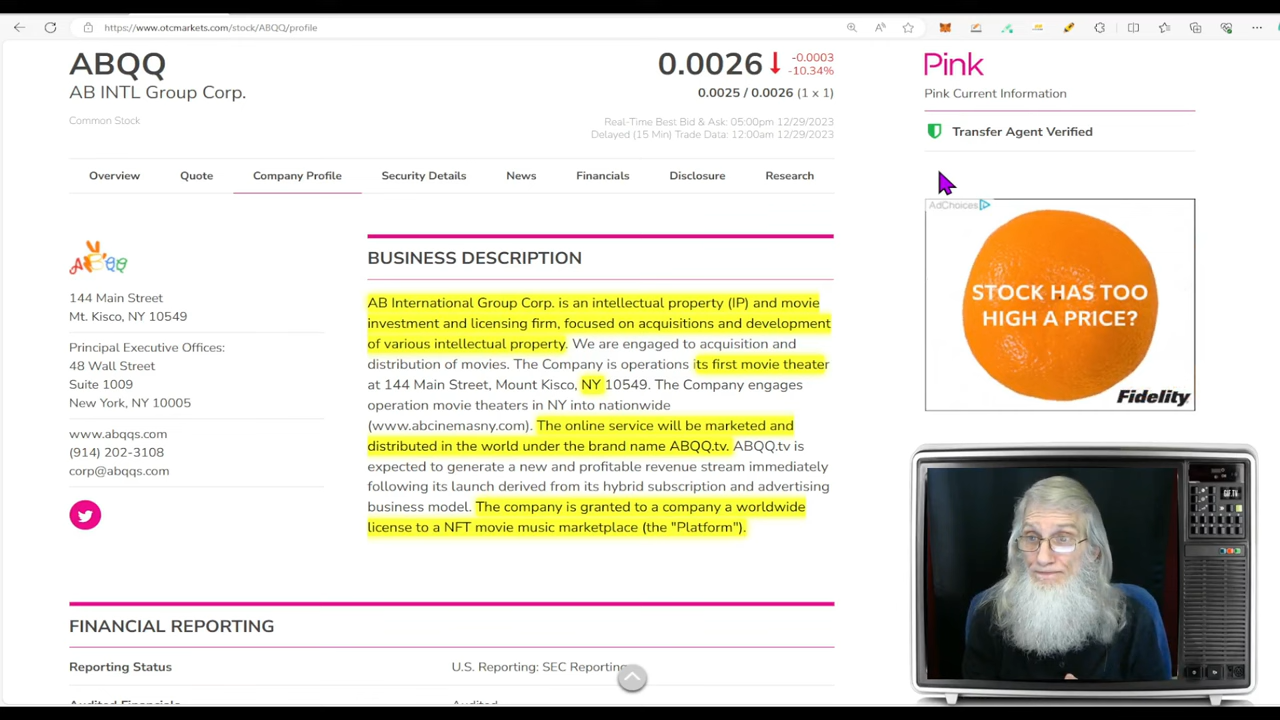 https://www.otcmarkets.com/stock/ABQQ/profile
ABQQ
AB INTL Group Corp.
Common Stock
0.0026
-0.0003
-10.34%
0.0025 / 0.0026 (1 x 1)
Real-Time Best Bid & Ask: 05:00pm 12/29/2023
Delayed (15 Min) Trade Data: 12:00am 12/29/2023
Pink
Pink Current Information
Transfer Agent Verified
Overview Quote Company Profile Security Details News Financials Disclosure Research
ABQQ
144 Main Street
Mt. Kisco, NY 10549
Principal Executive Offices:
48 Wall Street
Suite 1009
New York, NY 10005
www.abqqs.com
(914) 202-3108
corp@abqqs.com
BUSINESS DESCRIPTION
AB International Group Corp. is an intellectual property (IP) and movie
investment and licensing firm, focused on acquisitions and development
of various intellectual property. We are engaged to acquisition and
distribution of movies. The Company is operations its first movie theater
at 144 Main Street, Mount Kisco, NY 10549. The Company engages
operation movie theaters in NY into nationwide
(www.abcinemasny.com). The online service will be marketed and
distributed in the world under the brand name ABQQ.tv. ABQQ.tv is
expected to generate a new and profitable revenue stream immediately
following its launch derived from its hybrid subscription and advertising
business model. The company is granted to a company a worldwide
license to a NFT movie music marketplace (the "Platform").
AdChoices
STOCK HAS TOO
HIGH A PRICE?
Fidelity
GIF.TV
FINANCIAL REPORTING
Reporting Status U.S. Reporting: SEC Reporting
Audited Financials Audited